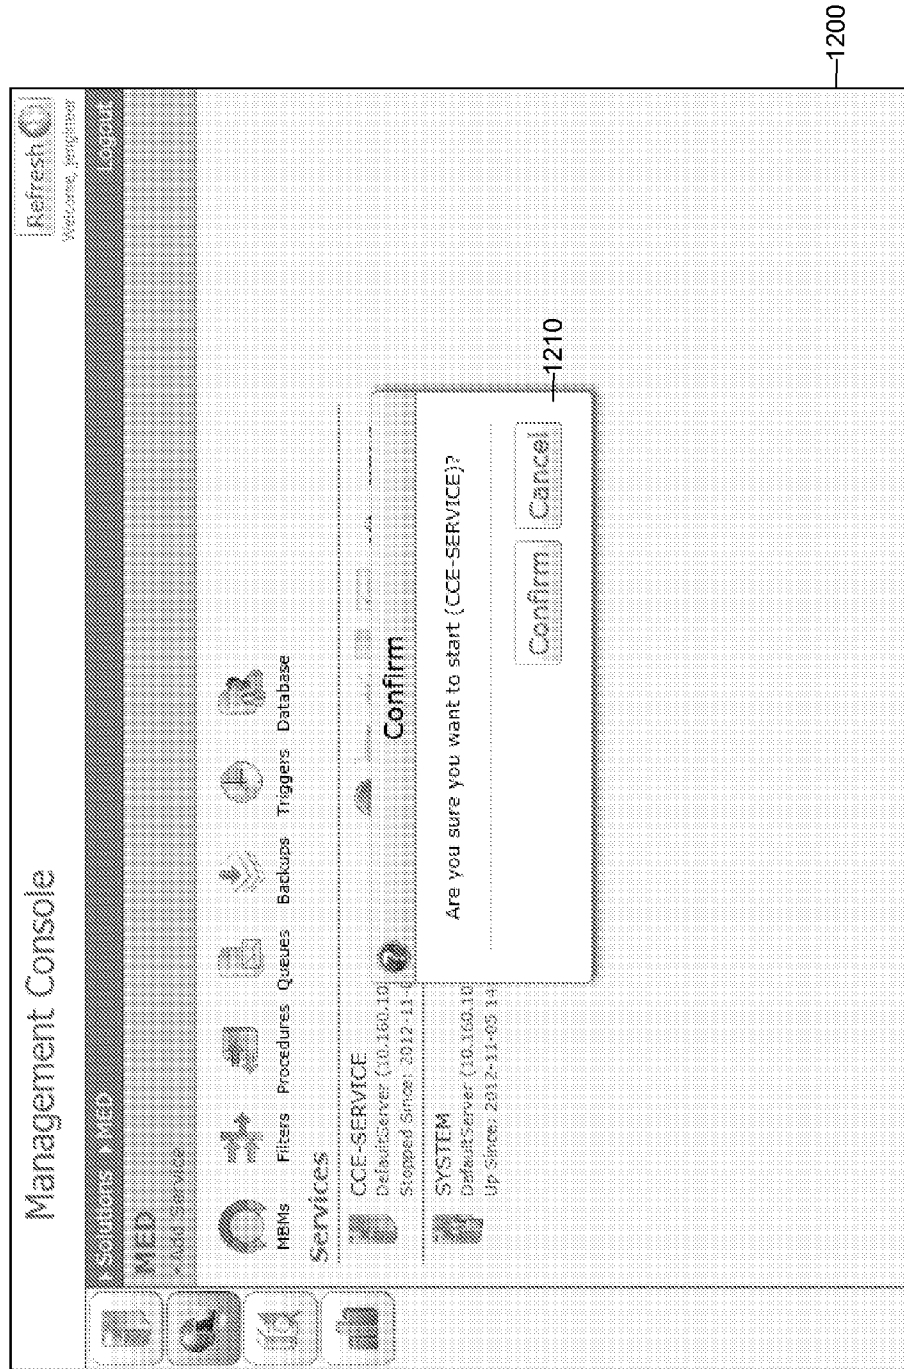 Management Console
Refresh
Welcome, jengineer
Solutions › MED
Logout
MED
Add Service
MBMs Filters Procedures Queues Backups Triggers Database
Services
CCE-SERVICE
DefaultServer (10.160.10
Stopped Since: 2012-11-0
SYSTEM
DefaultServer (10.160.10
Up Since: 2012-11-05 14
Confirm
Are you sure you want to start (CCE-SERVICE)?
Confirm Cancel
1210
1200